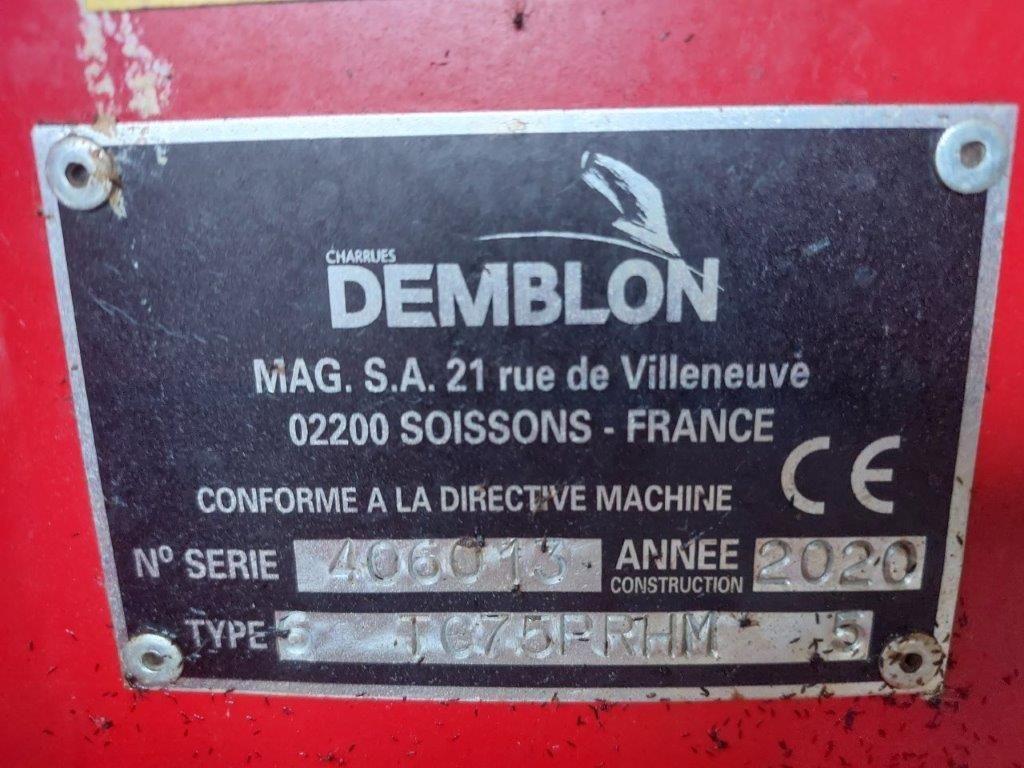 CHARRUES
DEMBLON
MAG. S.A. 21 rue de Villeneuve
02200 SOISSONS - FRANCE
CONFORME A LA DIRECTIVE MACHINE CE
Nº SERIE 406013 ANNEE CONSTRUCTION 2020
TYPE TC75PRHM 5